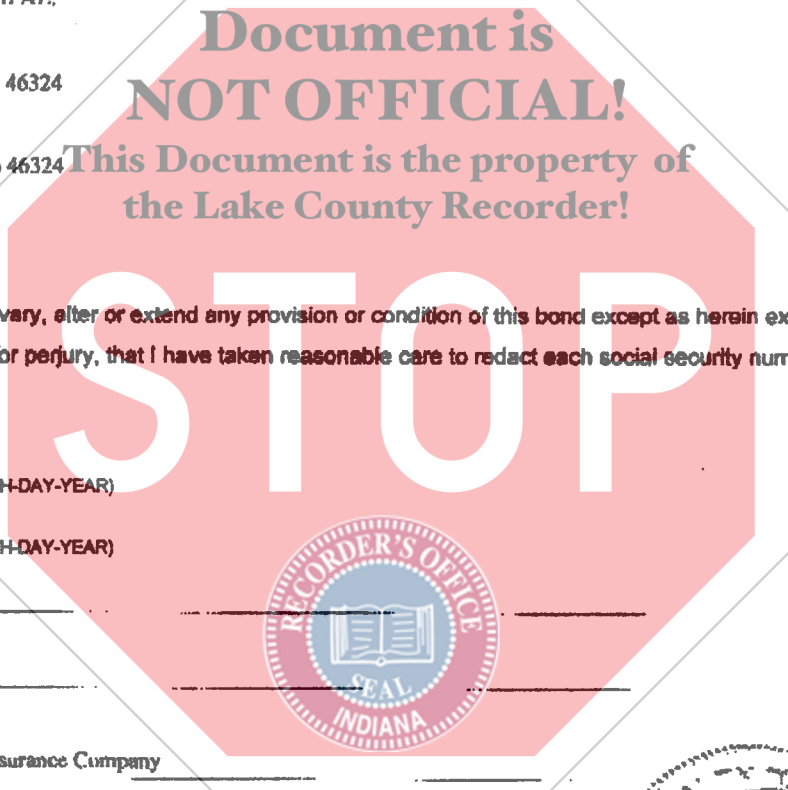 Document is
NOT OFFICIAL!
46324
46324 This Document is the property of
the Lake County Recorder!
STOP
vary, alter or extend any provision or condition of this bond except as herein ex
or perjury, that I have taken reasonable care to redact each social security num
H-DAY-YEAR)
H-DAY-YEAR)
RECORDER'S OFFICE
SEAL
INDIANA
surance Company